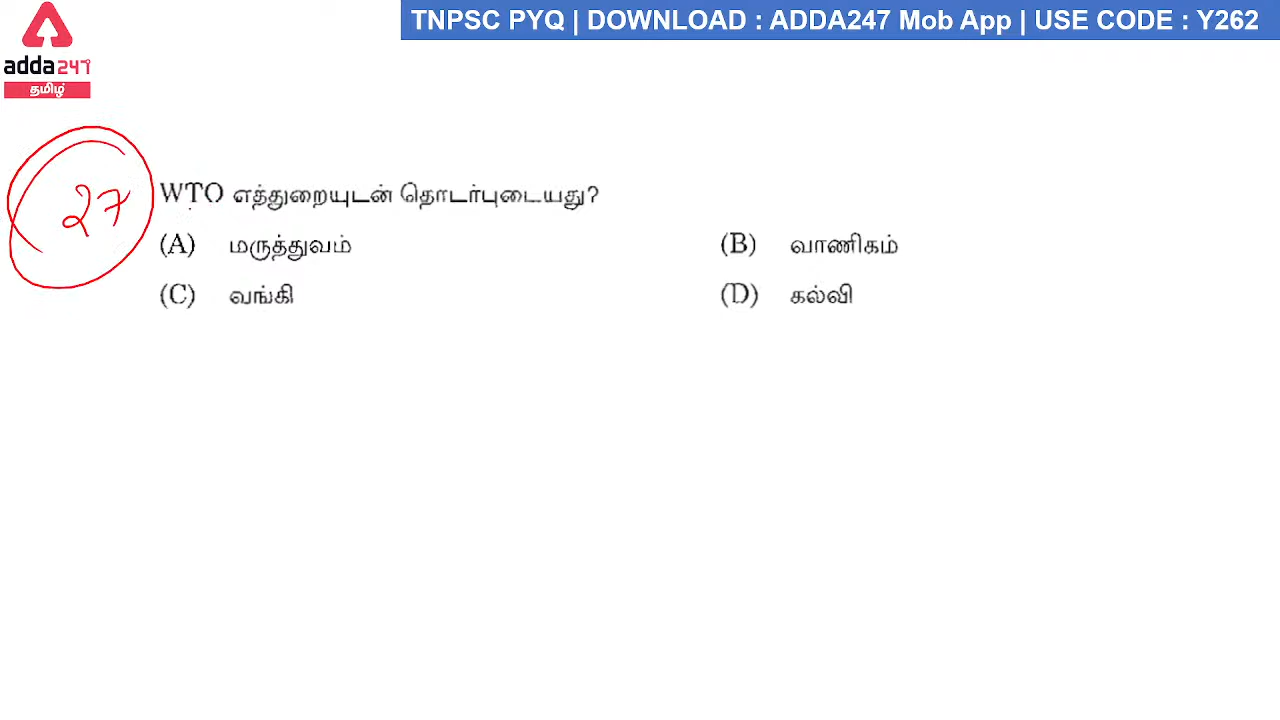 TNPSC PYQ | DOWNLOAD : ADDA247 Mob App | USE CODE : Y262
adda247
தமிழ்
27
WTO எத்துறையுடன் தொடர்புடையது?
(A) மருத்துவம் (B) வாணிகம்
(C) வங்கி (D) கல்வி